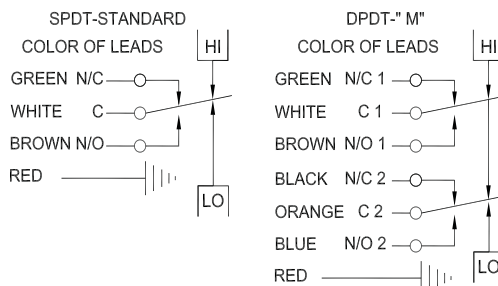 SPDT-STANDARD
COLOR OF LEADS HI
GREEN N/C
WHITE C
BROWN N/O
RED
LO
DPDT-" M"
COLOR OF LEADS HI
GREEN N/C 1
WHITE C 1
BROWN N/O 1
BLACK N/C 2
ORANGE C 2
BLUE N/O 2
RED
LO